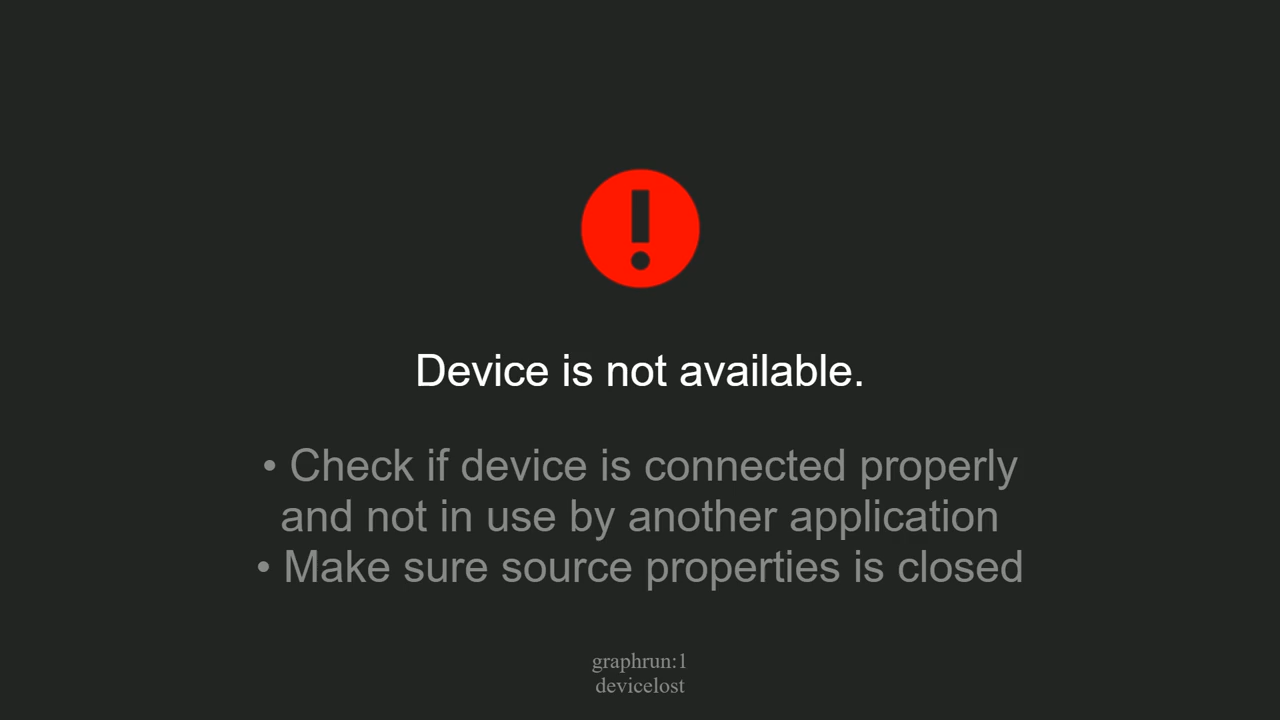 Device is not available.
• Check if device is connected properly
and not in use by another application
• Make sure source properties is closed
graphrun:1
devicelost